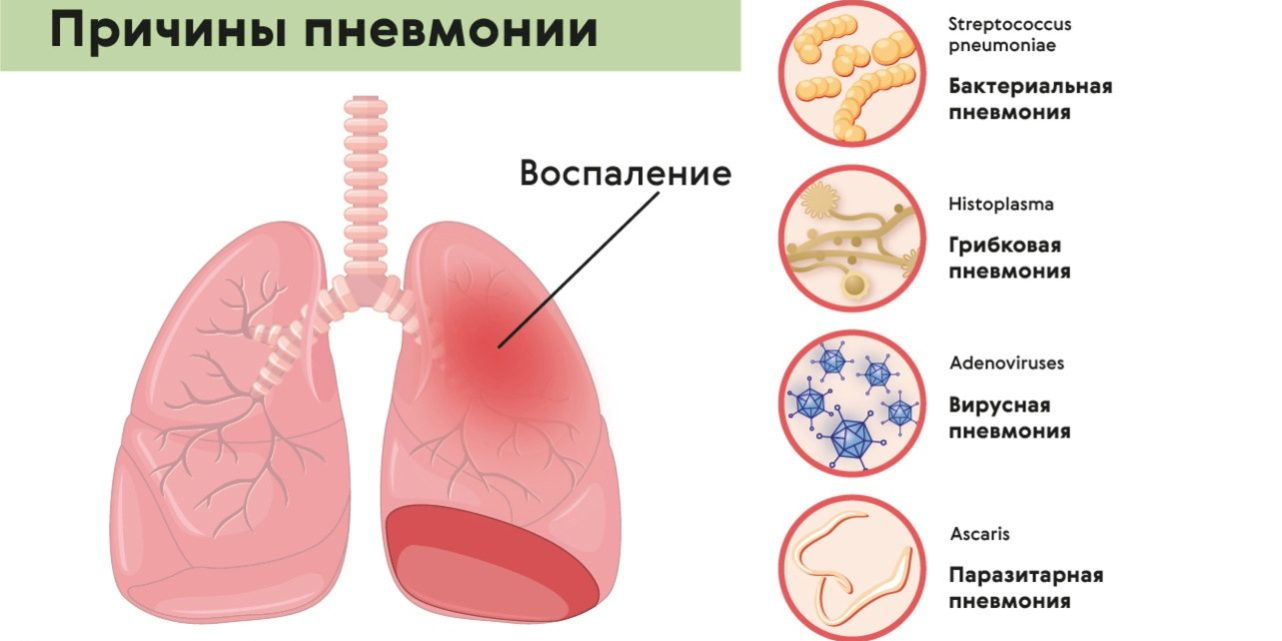 Причины пневмонии
Воспаление
Streptococcus
pneumoniae
Бактериальная
пневмония
Histoplasma
Грибковая
пневмония
Adenoviruses
Вирусная
пневмония
Ascaris
Паразитарная
пневмония